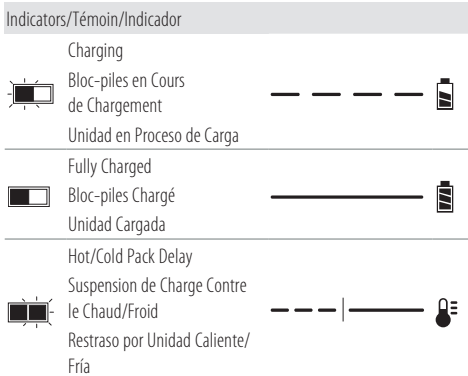 Indicators/Témoin/Indicador
Charging
Bloc-piles en Cours
de Chargement
Unidad en Proceso de Carga
Fully Charged
Bloc-piles Chargé
Unidad Cargada
Hot/Cold Pack Delay
Suspension de Charge Contre
le Chaud/Froid
Restraso por Unidad Caliente/
Fría